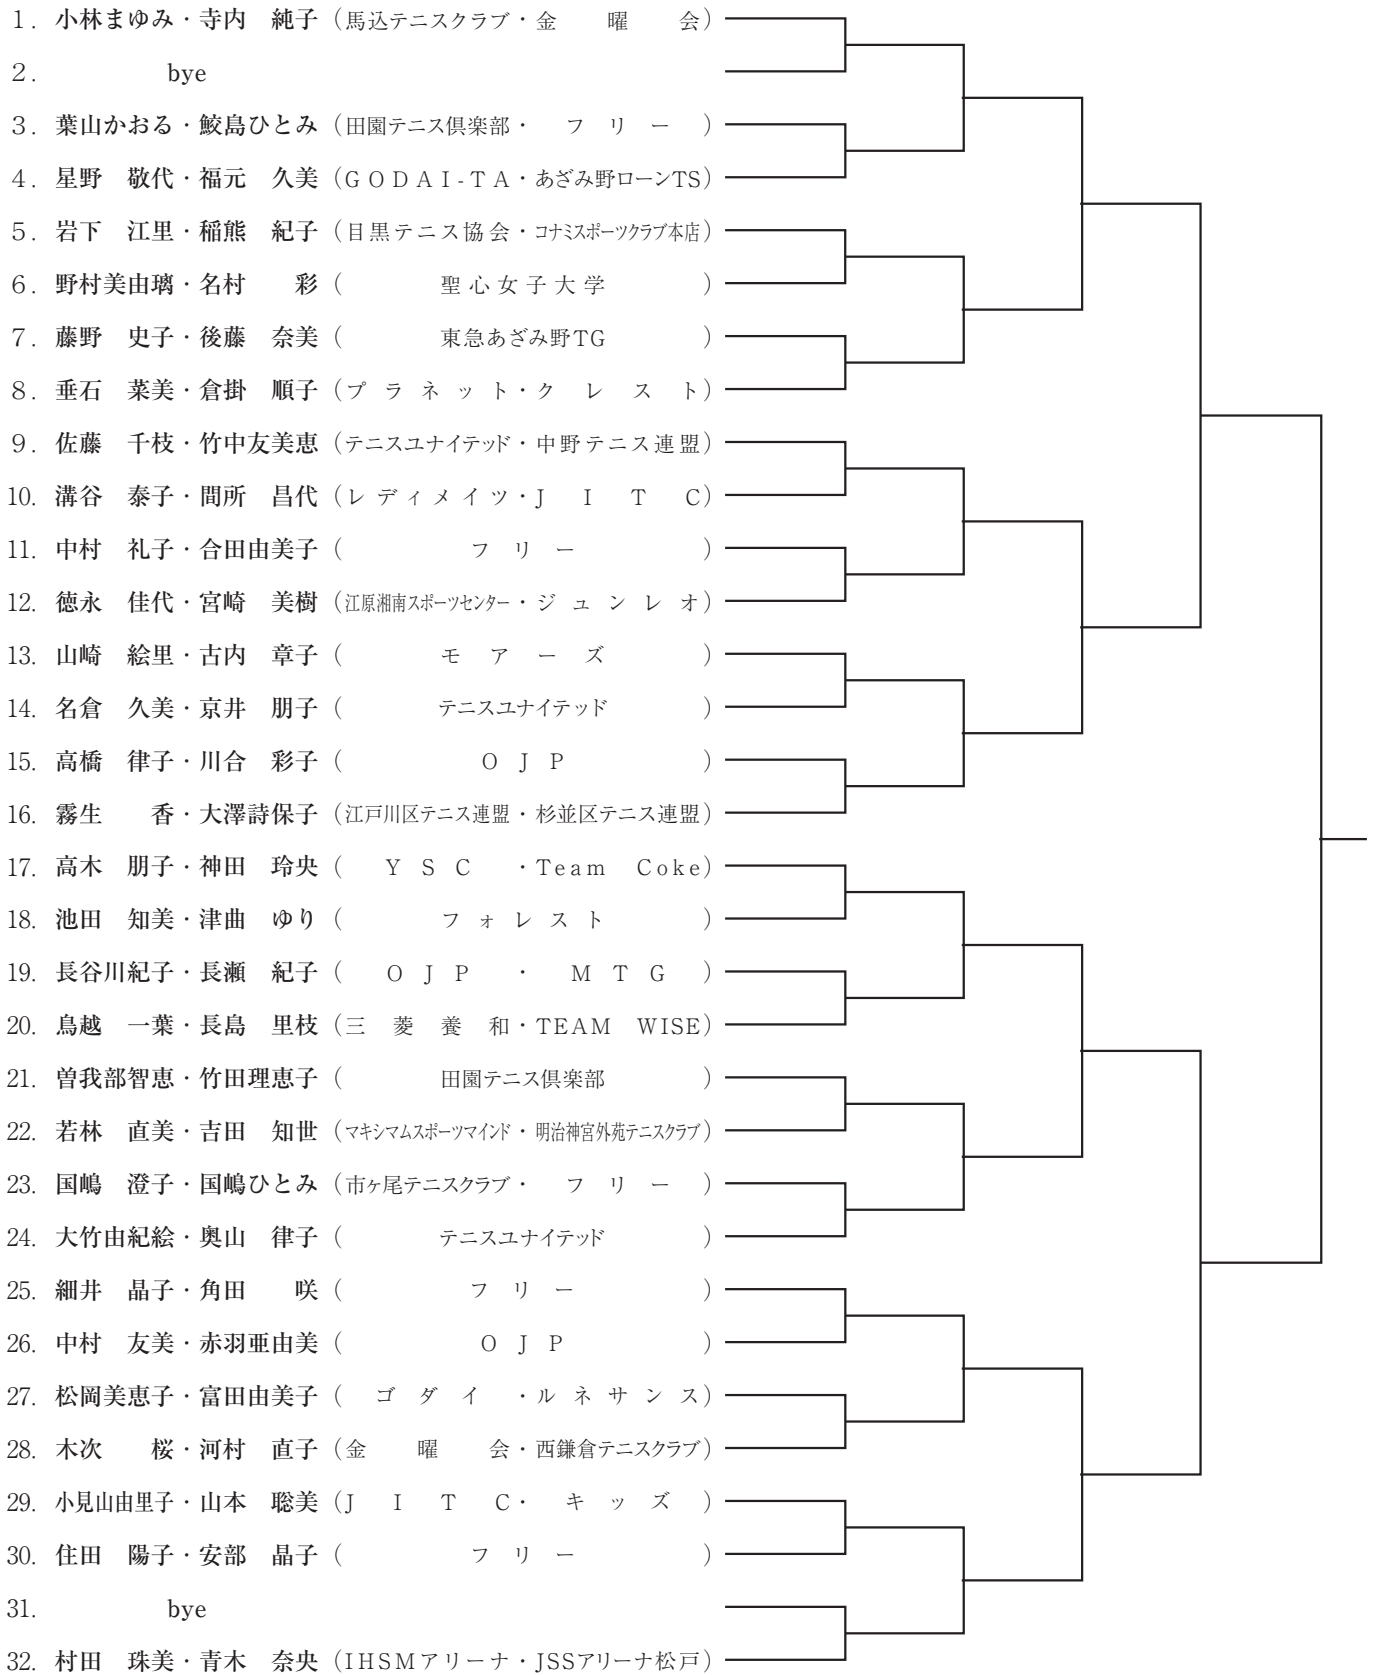 1. 小林まゆみ・寺内　純子（馬込テニスクラブ・金　曜　会）
2. bye
3. 葉山かおる・鮫島ひとみ（田園テニス倶楽部・フリー）
4. 星野　敬代・福元　久美（GODAI-TA・あざみ野ローンTS）
5. 岩下　江里・稲熊　紀子（目黒テニス協会・コナミスポーツクラブ本店）
6. 野村美由璃・名村　彩（聖心女子大学）
7. 藤野　史子・後藤　奈美（東急あざみ野TG）
8. 垂石　菜美・倉掛　順子（プラネット・クレスト）
9. 佐藤　千枝・竹中友美恵（テニスユナイテッド・中野テニス連盟）
10. 溝谷　泰子・間所　昌代（レディメイツ・JITC）
11. 中村　礼子・合田由美子（フリー）
12. 徳永　佳代・宮崎　美樹（江原湘南スポーツセンター・ジュンレオ）
13. 山崎　絵里・古内　章子（モアーズ）
14. 名倉　久美・京井　朋子（テニスユナイテッド）
15. 高橋　律子・川合　彩子（OJP）
16. 霧生　香・大澤詩保子（江戸川区テニス連盟・杉並区テニス連盟）
17. 高木　朋子・神田　玲央（YSC・Team Coke）
18. 池田　知美・津曲　ゆり（フォレスト）
19. 長谷川紀子・長瀬　紀子（OJP・MTG）
20. 鳥越　一葉・長島　里枝（三菱養和・TEAM WISE）
21. 曽我部智恵・竹田理恵子（田園テニス倶楽部）
22. 若林　直美・吉田　知世（マキシマムスポーツマインド・明治神宮外苑テニスクラブ）
23. 国嶋　澄子・国嶋ひとみ（市ヶ尾テニスクラブ・フリー）
24. 大竹由紀絵・奥山　律子（テニスユナイテッド）
25. 細井　晶子・角田　咲（フリー）
26. 中村　友美・赤羽亜由美（OJP）
27. 松岡美恵子・富田由美子（ゴダイ・ルネサンス）
28. 木次　桜・河村　直子（金　曜　会・西鎌倉テニスクラブ）
29. 小見山由里子・山本　聡美（JITC・キッズ）
30. 住田　陽子・安部　晶子（フリー）
31. bye
32. 村田　珠美・青木　奈央（IHSMアリーナ・JSSアリーナ松戸）